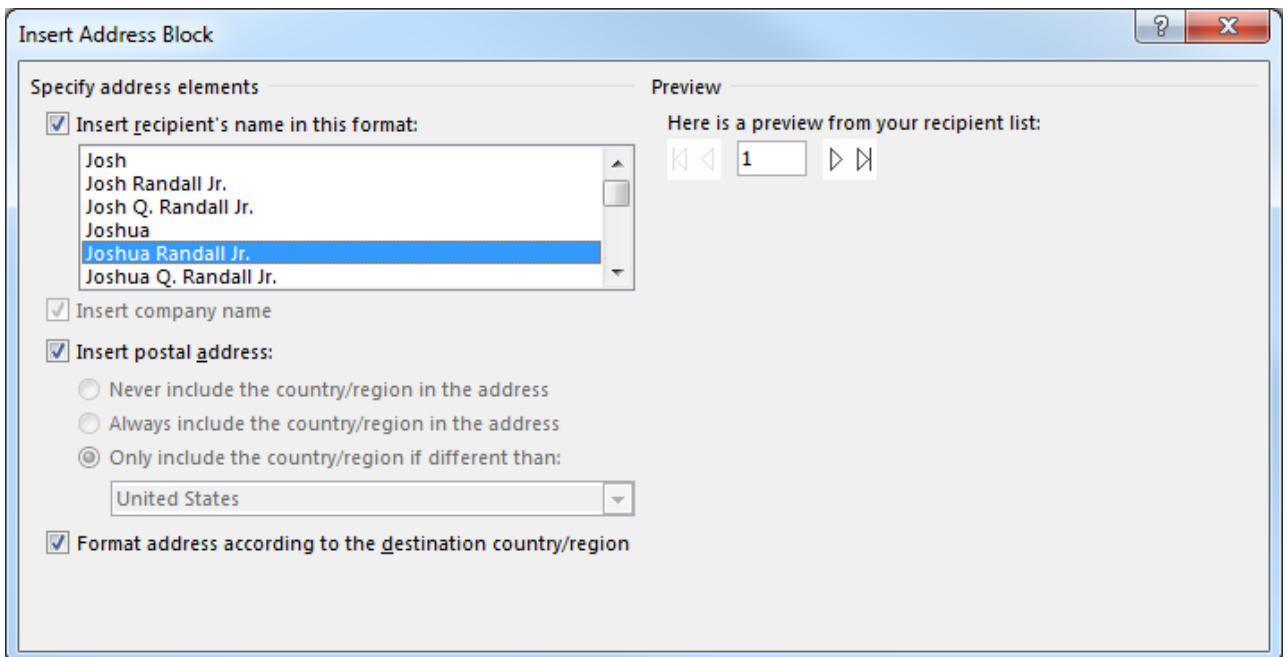 Insert Address Block
Specify address elements
Insert recipient's name in this format:
Josh
Josh Randall Jr.
Josh Q. Randall Jr.
Joshua
Joshua Randall Jr.
Joshua Q. Randall Jr.
Insert company name
Insert postal address:
Never include the country/region in the address
Always include the country/region in the address
Only include the country/region if different than:
United States
Format address according to the destination country/region
Preview
Here is a preview from your recipient list:
1